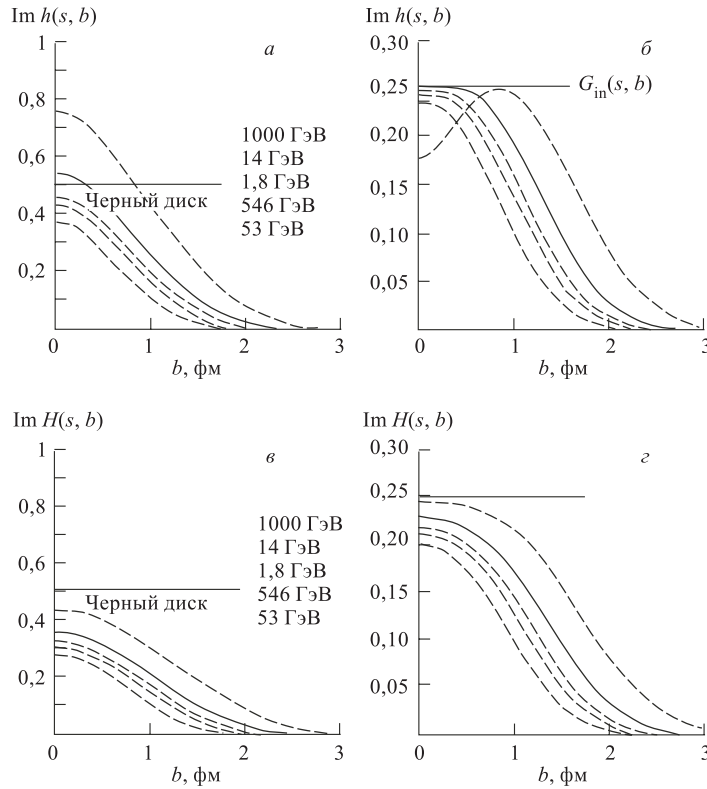 Im h(s, b)
а
1
0,8
0,6
0,4
0,2
0
1
2
3
b, фм
Черный диск
1000 ГэВ
14 ГэВ
1,8 ГэВ
546 ГэВ
53 ГэВ
Im h(s, b)
б
0,30
0,25
0,20
0,15
0,10
0,05
0
1
2
3
b, фм
G_in(s, b)
Im H(s, b)
в
1
0,8
0,6
0,4
0,2
0
1
2
3
b, фм
Черный диск
1000 ГэВ
14 ГэВ
1,8 ГэВ
546 ГэВ
53 ГэВ
Im H(s, b)
г
0,30
0,25
0,20
0,15
0,10
0,05
0
1
2
3
b, фм